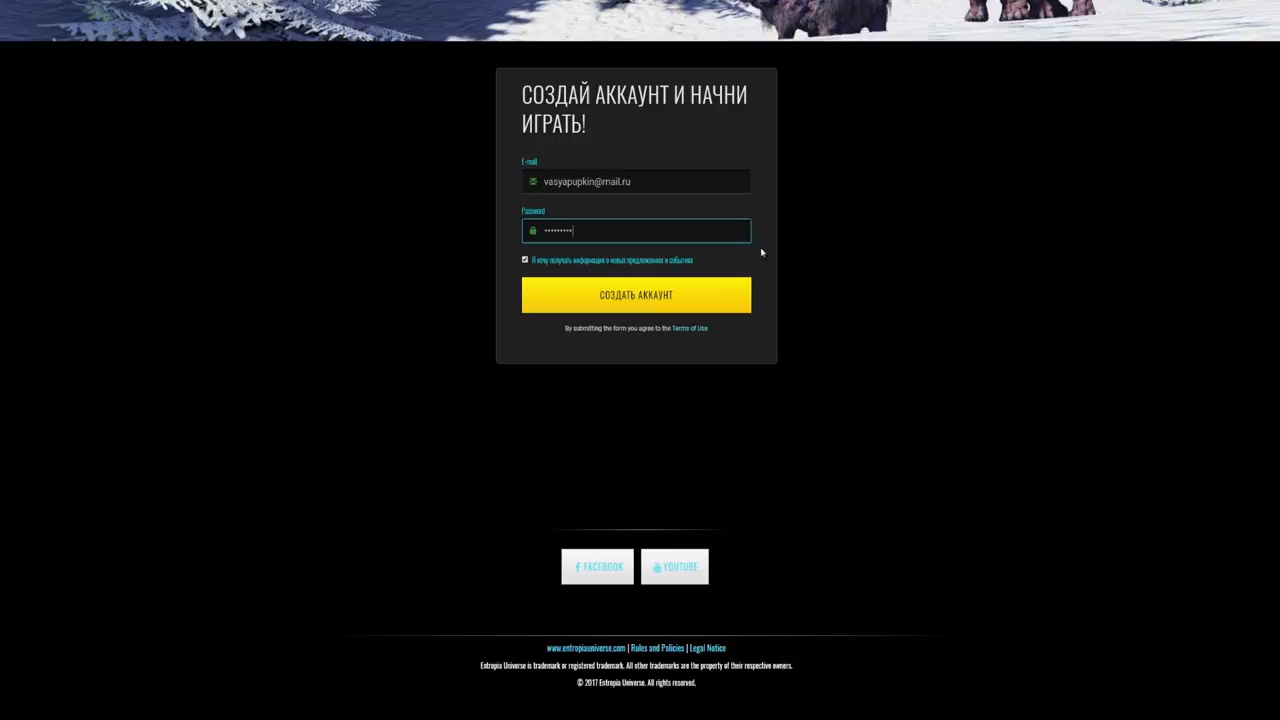 СОЗДАЙ АККАУНТ И НАЧНИ
ИГРАТЬ!
E-mail
vasyapupkin@mail.ru
Password
•••••••••
Я хочу получать информация о новых предложениях и событиях
СОЗДАТЬ АККАУНТ
By submitting the form you agree to the Terms of Use
FACEBOOK
YOUTUBE
www.entropiauniverse.com | Rules and Policies | Legal Notice
Entropia Universe is trademark or registered trademark. All other trademarks are the property of their respective owners.
© 2017 Entropia Universe. All rights reserved.